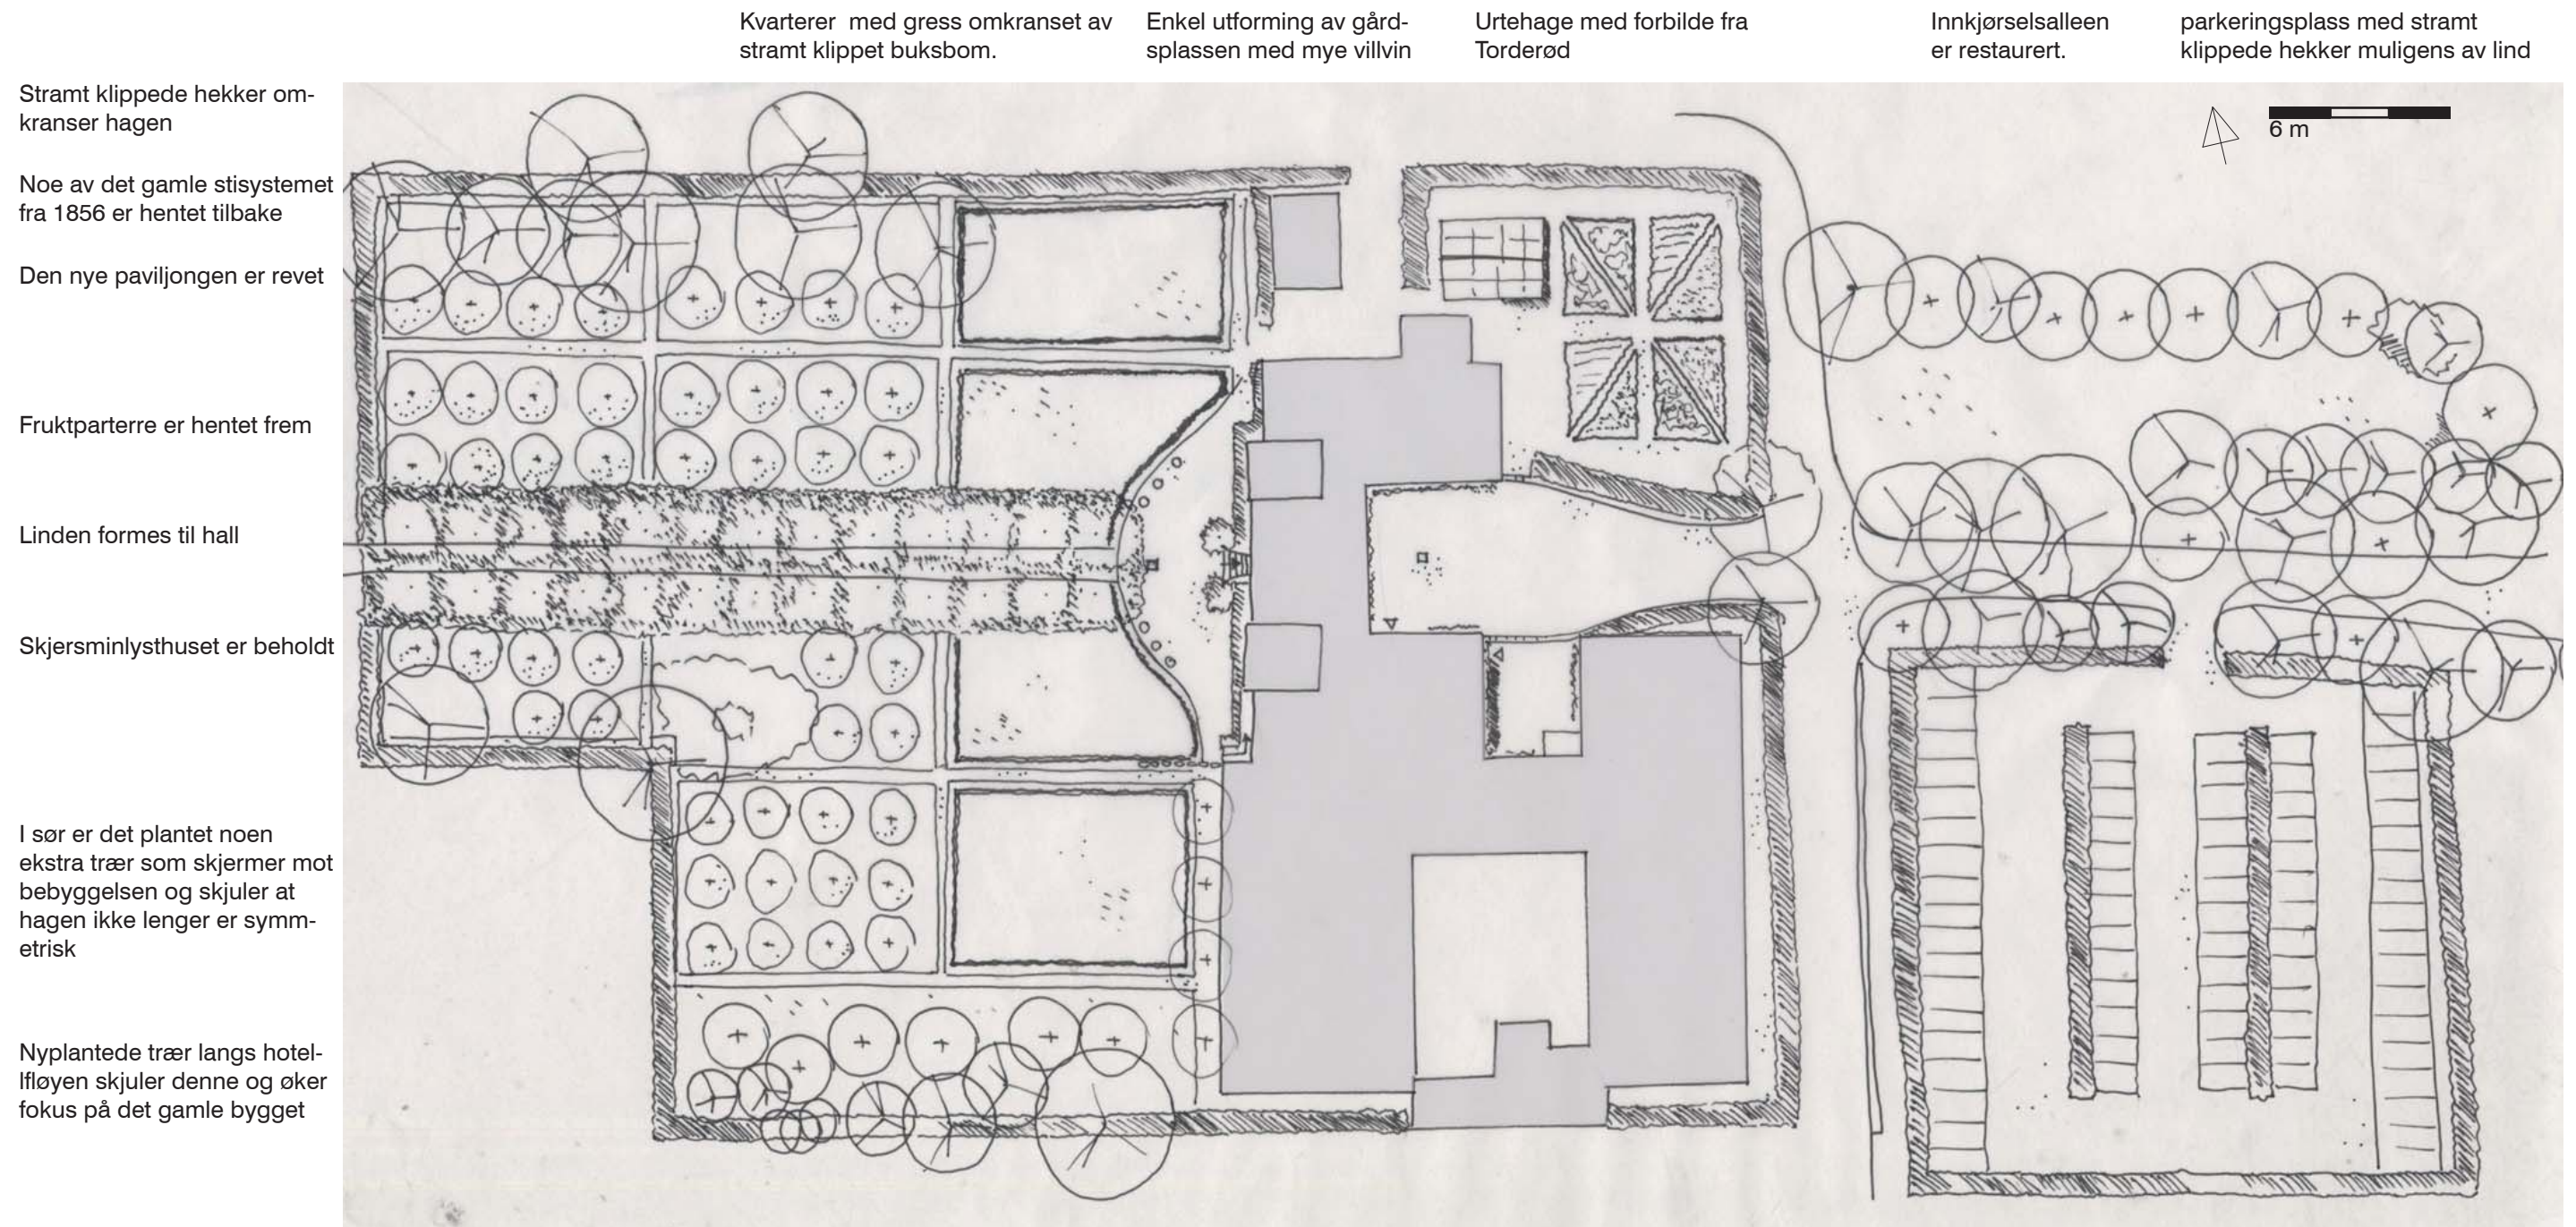 Kvarterer  med gress omkranset av
stramt klippet buksbom.
Enkel utforming av gård-
splassen med mye villvin
Urtehage med forbilde fra
Torderød
Innkjørselsalleen
er restaurert.
parkeringsplass med stramt
klippede hekker muligens av lind
6 m
Stramt klippede hekker om-
kranser hagen
Noe av det gamle stisystemet
fra 1856 er hentet tilbake
Den nye paviljongen er revet
Fruktparterre er hentet frem
Linden formes til hall
Skjersminlysthuset er beholdt
I sør er det plantet noen
ekstra trær som skjermer mot
bebyggelsen og skjuler at
hagen ikke lenger er symm-
etrisk
Nyplantede trær langs hotel-
lfløyen skjuler denne og øker
fokus på det gamle bygget